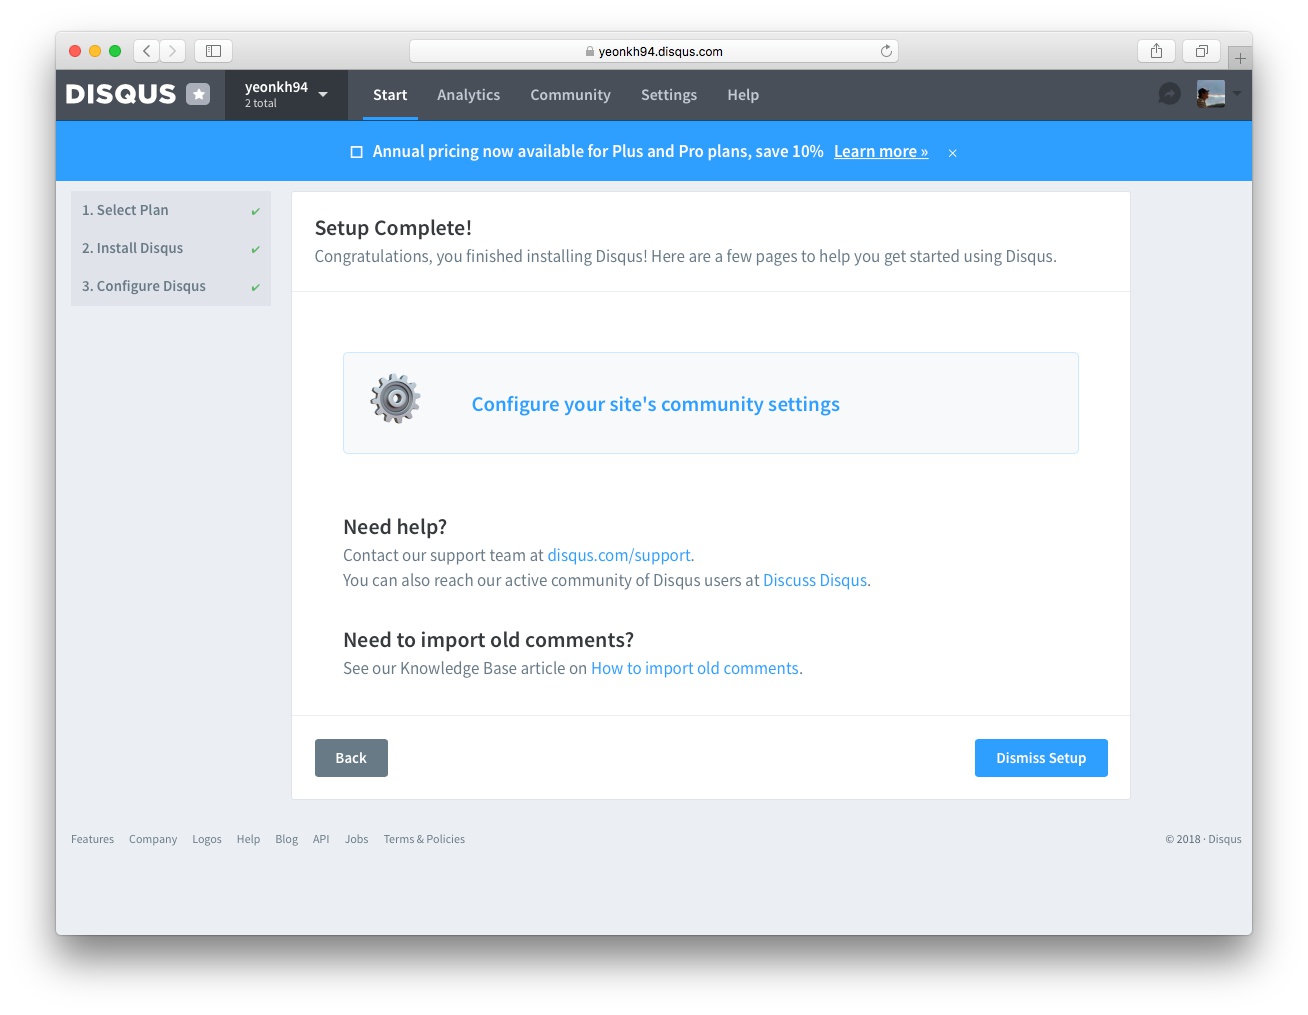 yeonkh94.disqus.com
DISQUS
yeonkh94
2 total
Start
Analytics
Community
Settings
Help
Annual pricing now available for Plus and Pro plans, save 10% Learn more »
1. Select Plan
2. Install Disqus
3. Configure Disqus
Setup Complete!
Congratulations, you finished installing Disqus! Here are a few pages to help you get started using Disqus.
Configure your site's community settings
Need help?
Contact our support team at disqus.com/support.
You can also reach our active community of Disqus users at Discuss Disqus.
Need to import old comments?
See our Knowledge Base article on How to import old comments.
Back
Dismiss Setup
Features Company Logos Help Blog API Jobs Terms & Policies
© 2018 · Disqus